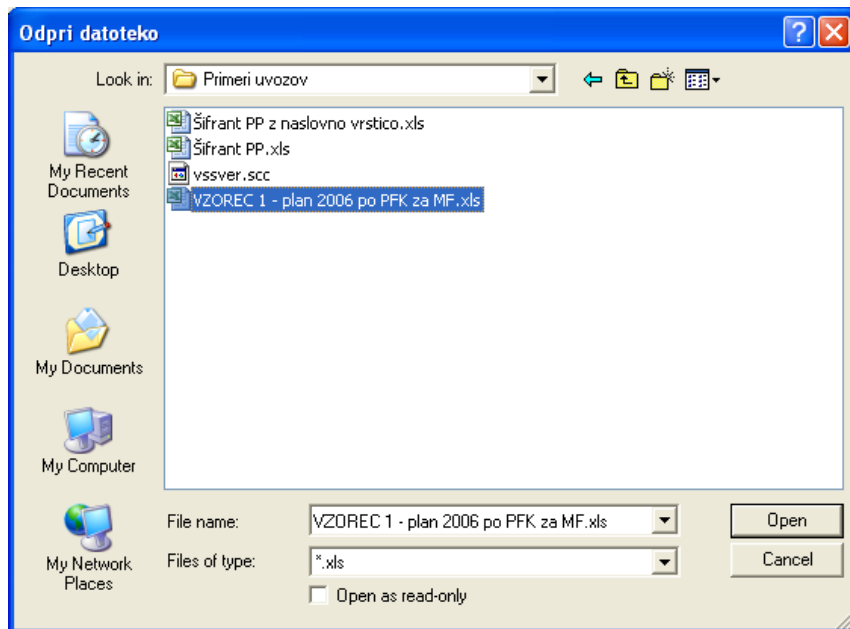 Odpri datoteko
Look in:
Primeri uvozov
Šifrant PP z naslovno vrstico.xls
Šifrant PP.xls
vssver.scc
VZOREC 1 - plan 2006 po PFK za MF.xls
My Recent
Documents
Desktop
My Documents
My Computer
My Network
Places
File name:
VZOREC 1 - plan 2006 po PFK za MF.xls
Open
Files of type:
*.xls
Cancel
Open as read-only